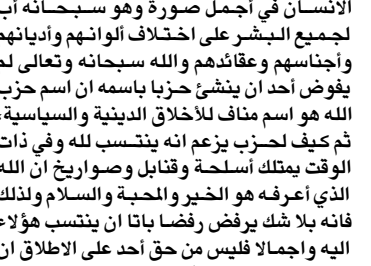 الانسان في أجمل صورة وهو سبحانه أب
لجميع البشر على اختلاف ألوانهم وأديانهم
وأجناسهم وعقائدهم والله سبحانه وتعالى لم
يفوض أحد ان ينشئ حزبا باسمه ان اسم حزب
الله هو اسم مناف للأخلاق الدينية والسياسية،
ثم كيف لحزب يزعم انه ينتسب لله وفي ذات
الوقت يمتلك أسلحة وقنابل وصواريخ ان الله
الذي أعرفه هو الخير والمحبة والسلام ولذلك
فانه بلا شك يرفض رفضا باتا ان ينتسب هؤلاء
اليه واجمالا فليس من حق أحد على الاطلاق ان